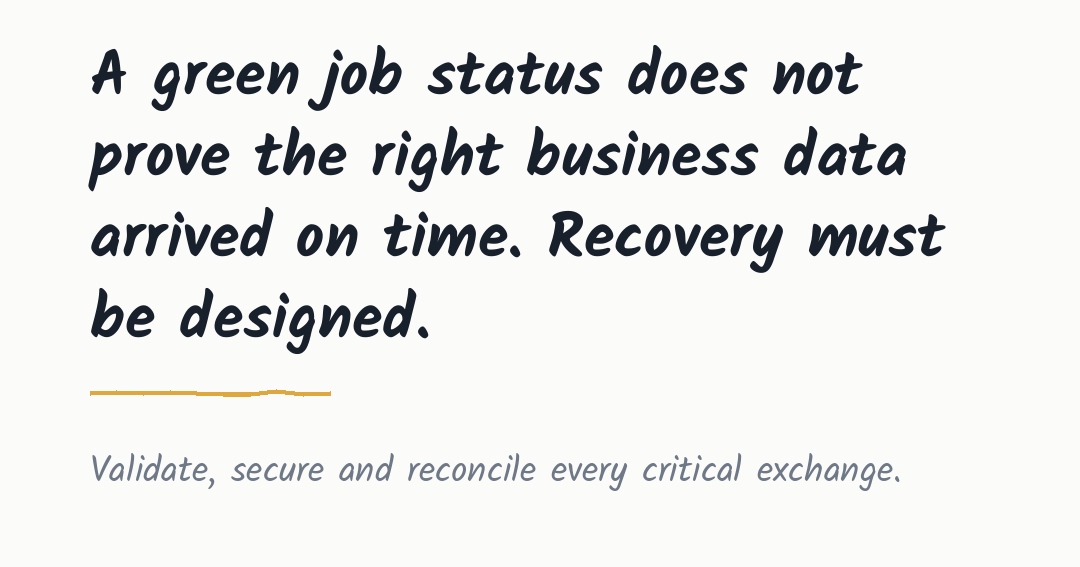 A green job status does not
prove the right business data
arrived on time. Recovery must
be designed.
Validate, secure and reconcile every critical exchange.